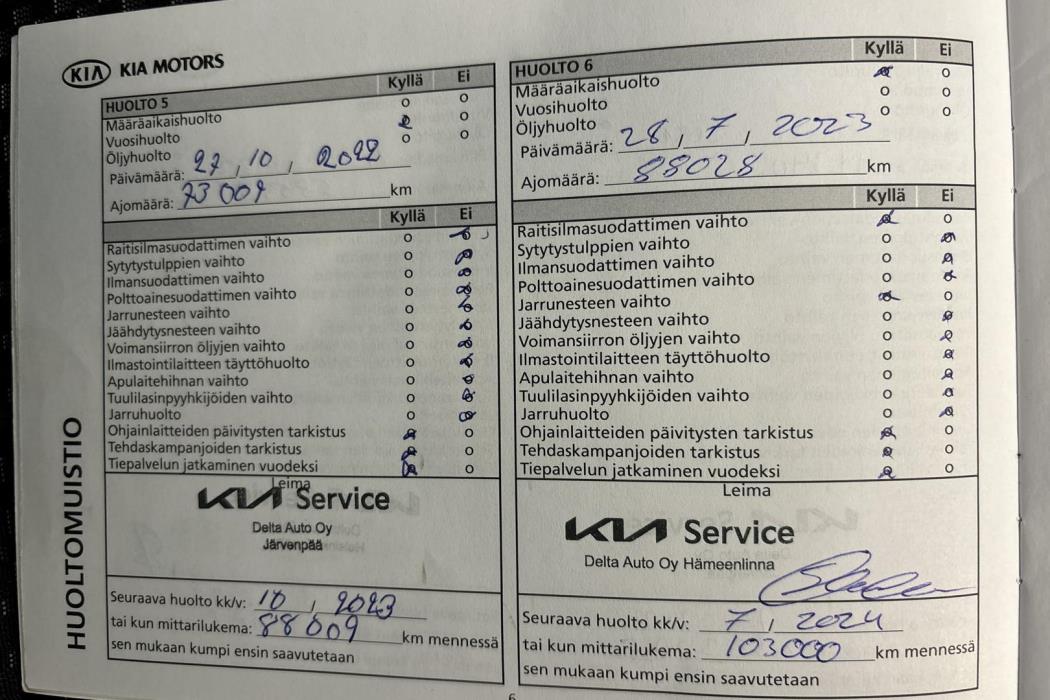 KIA KIA MOTORS
HUOLTOMUISTIO
HUOLTO 5 Kyllä Ei
Määräaikaishuolto o o
Vuosihuolto o
Öljyhuolto o o
Päivämäärä: 27, 10, 2022
Ajomäärä: 73 009 km
Kyllä Ei
Raitisilmasuodattimen vaihto o
Sytytystulppien vaihto o
Ilmansuodattimen vaihto o
Polttoainesuodattimen vaihto o
Jarrunesteen vaihto o
Jäähdytysnesteen vaihto o
Voimansiirron öljyjen vaihto o
Ilmastointilaitteen täyttöhuolto o
Apulaitehihnan vaihto o
Tuulilasinpyyhkijöiden vaihto o
Jarruhuolto o
Ohjainlaitteiden päivitysten tarkistus o
Tehdaskampanjoiden tarkistus o
Tiepalvelun jatkaminen vuodeksi o
Leima
KIA Service
Delta Auto Oy
Järvenpää
Seuraava huolto kk/v: 10, 2023
tai kun mittarilukema: 88009 km mennessä
sen mukaan kumpi ensin saavutetaan
HUOLTO 6 Kyllä Ei
Määräaikaishuolto o
Vuosihuolto o o
Öljyhuolto o o
Päivämäärä: 28, 7, 2023
Ajomäärä: 88028 km
Kyllä Ei
Raitisilmasuodattimen vaihto o
Sytytystulppien vaihto o
Ilmansuodattimen vaihto o
Polttoainesuodattimen vaihto o
Jarrunesteen vaihto o
Jäähdytysnesteen vaihto o
Voimansiirron öljyjen vaihto o
Ilmastointilaitteen täyttöhuolto o
Apulaitehihnan vaihto o
Tuulilasinpyyhkijöiden vaihto o
Jarruhuolto o
Ohjainlaitteiden päivitysten tarkistus o
Tehdaskampanjoiden tarkistus o
Tiepalvelun jatkaminen vuodeksi o
Leima
KIA Service
Delta Auto Oy Hämeenlinna
Seuraava huolto kk/v: 7, 2024
tai kun mittarilukema: 103000 km mennessä
sen mukaan kumpi ensin saavutetaan